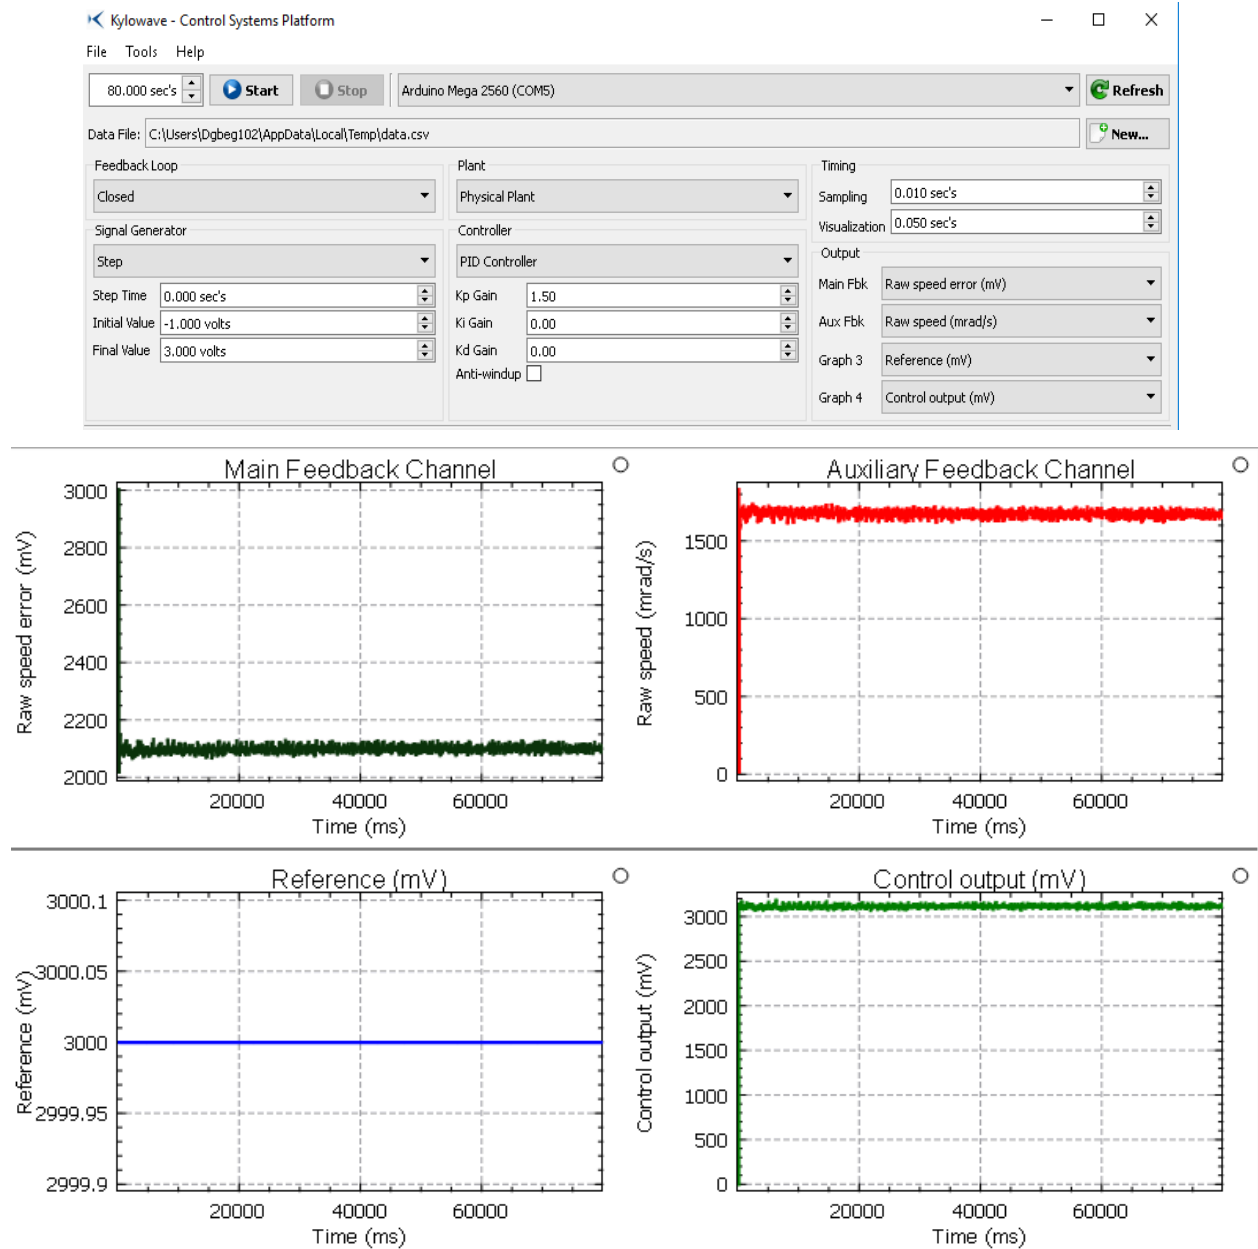 Kylowave - Control Systems Platform
File Tools Help
80.000 sec's Start Stop Arduino Mega 2560 (COM5) Refresh
Data File: C:\Users\Dgbeg102\AppData\Local\Temp\data.csv New...
Feedback Loop
Closed
Plant
Physical Plant
Timing
Sampling 0.010 sec's
Visualization 0.050 sec's
Signal Generator
Step
Step Time 0.000 sec's
Initial Value -1.000 volts
Final Value 3.000 volts
Controller
PID Controller
Kp Gain 1.50
Ki Gain 0.00
Kd Gain 0.00
Anti-windup
Output
Main Fbk Raw speed error (mV)
Aux Fbk Raw speed (mrad/s)
Graph 3 Reference (mV)
Graph 4 Control output (mV)
Main Feedback Channel
Raw speed error (mV)
3000
2800
2600
2400
2200
2000
20000 40000 60000
Time (ms)
Auxiliary Feedback Channel
Raw speed (mrad/s)
1500
1000
500
0
20000 40000 60000
Time (ms)
Reference (mV)
Reference (mV)
3000.1
3000.05
3000
2999.95
2999.9
20000 40000 60000
Time (ms)
Control output (mV)
Control output (mV)
3000
2500
3000
1500
1000
500
0
20000 40000 60000
Time (ms)